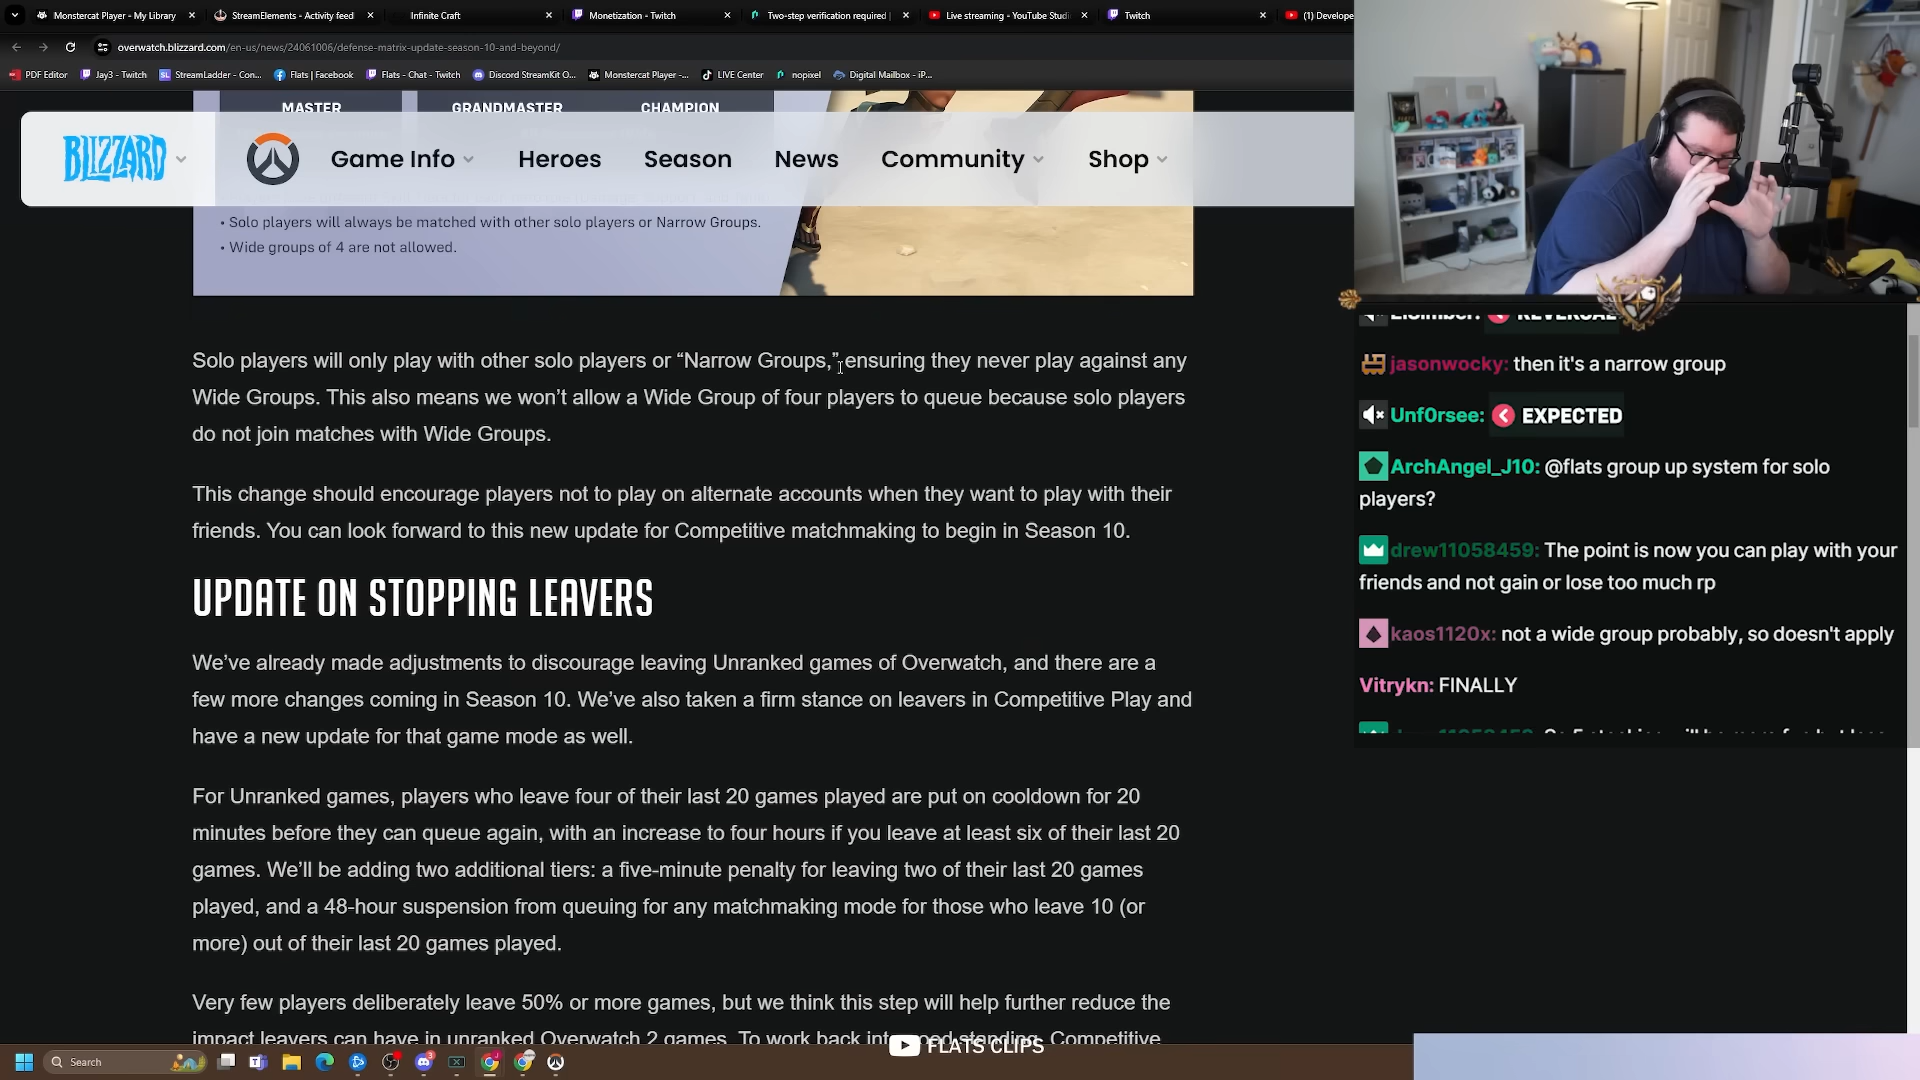 Monstercat Player - My Library
StreamElements - Activity feed
Infinite Craft
Monetization - Twitch
Two-step verification required |
Live streaming - YouTube Studi
Twitch
(1) Develope
overwatch.blizzard.com/en-us/news/24061006/defense-matrix-update-season-10-and-beyond/
PDF Editor
Jay3 - Twitch
StreamLadder - Con...
Flats | Facebook
Flats - Chat - Twitch
Discord StreamKit O...
Monstercat Player -...
LIVE Center
nopixel
Digital Mailbox - iP...
MASTER
GRANDMASTER
CHAMPION
BLIZZARD
Game Info
Heroes
Season
News
Community
Shop
• Solo players will always be matched with other solo players or Narrow Groups.
• Wide groups of 4 are not allowed.
Solo players will only play with other solo players or “Narrow Groups,” ensuring they never play against any
Wide Groups. This also means we won’t allow a Wide Group of four players to queue because solo players
do not join matches with Wide Groups.
This change should encourage players not to play on alternate accounts when they want to play with their
friends. You can look forward to this new update for Competitive matchmaking to begin in Season 10.
UPDATE ON STOPPING LEAVERS
We’ve already made adjustments to discourage leaving Unranked games of Overwatch, and there are a
few more changes coming in Season 10. We’ve also taken a firm stance on leavers in Competitive Play and
have a new update for that game mode as well.
For Unranked games, players who leave four of their last 20 games played are put on cooldown for 20
minutes before they can queue again, with an increase to four hours if you leave at least six of their last 20
games. We’ll be adding two additional tiers: a five-minute penalty for leaving two of their last 20 games
played, and a 48-hour suspension from queuing for any matchmaking mode for those who leave 10 (or
more) out of their last 20 games played.
Very few players deliberately leave 50% or more games, but we think this step will help further reduce the
impact leavers can have in unranked Overwatch 2 games. To work back into good standing, Competitive
REVERSAL
jasonwocky: then it's a narrow group
Unf0rsee: EXPECTED
ArchAngel_J10: @flats group up system for solo
players?
drew11058459: The point is now you can play with your
friends and not gain or lose too much rp
kaos1120x: not a wide group probably, so doesn't apply
Vitrykn: FINALLY
FLATS CLIPS
Search